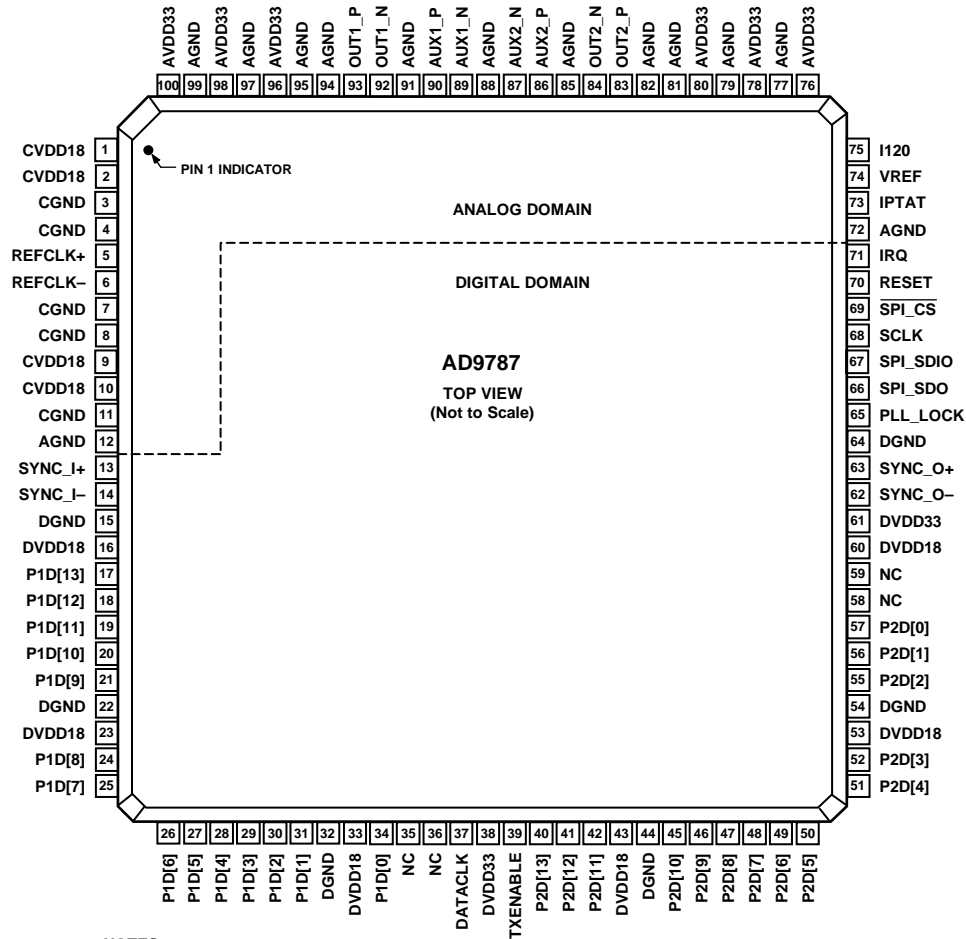 AVDD33 AGND AVDD33 AGND AVDD33 AGND AGND OUT1_P OUT1_N AGND AUX1_P AUX1_N AGND AUX2_N AUX2_P AGND OUT2_N OUT2_P AGND AGND AVDD33 AGND AVDD33 AGND AVDD33
100 99 98 97 96 95 94 93 92 91 90 89 88 87 86 85 84 83 82 81 80 79 78 77 76
CVDD18 1
CVDD18 2
CGND 3
CGND 4
REFCLK+ 5
REFCLK– 6
CGND 7
CGND 8
CVDD18 9
CVDD18 10
CGND 11
AGND 12
SYNC_I+ 13
SYNC_I– 14
DGND 15
DVDD18 16
P1D[13] 17
P1D[12] 18
P1D[11] 19
P1D[10] 20
P1D[9] 21
DGND 22
DVDD18 23
P1D[8] 24
P1D[7] 25
PIN 1 INDICATOR
ANALOG DOMAIN
DIGITAL DOMAIN
AD9787
TOP VIEW
(Not to Scale)
75 I120
74 VREF
73 IPTAT
72 AGND
71 IRQ
70 RESET
69 SPI_CS
68 SCLK
67 SPI_SDIO
66 SPI_SDO
65 PLL_LOCK
64 DGND
63 SYNC_O+
62 SYNC_O–
61 DVDD33
60 DVDD18
59 NC
58 NC
57 P2D[0]
56 P2D[1]
55 P2D[2]
54 DGND
53 DVDD18
52 P2D[3]
51 P2D[4]
26 27 28 29 30 31 32 33 34 35 36 37 38 39 40 41 42 43 44 45 46 47 48 49 50
P1D[6] P1D[5] P1D[4] P1D[3] P1D[2] P1D[1] DGND DVDD18 P1D[0] NC NC DATACLK DVDD33 TXENABLE P2D[13] P2D[12] P2D[11] DVDD18 DGND P2D[10] P2D[9] P2D[8] P2D[7] P2D[6] P2D[5]